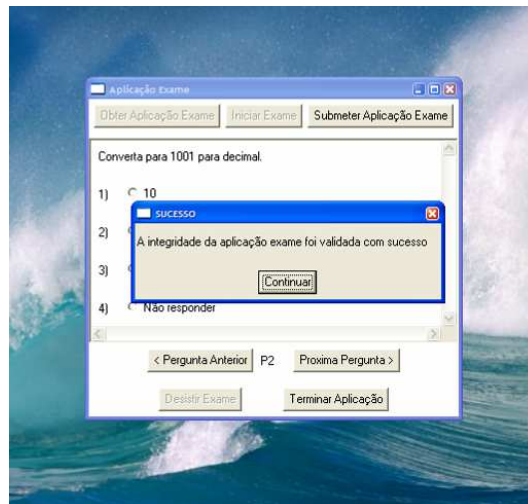 Aplicação Exame
Obter Aplicação Exame Iniciar Exame Submeter Aplicação Exame
Converta para 1001 para decimal.
1) 10
SUCESSO
2)
A integridade da aplicação exame foi validada com sucesso
3)
Continuar
4) Não responder
< Pergunta Anterior P2 Proxima Pergunta >
Desistir Exame Terminar Aplicação